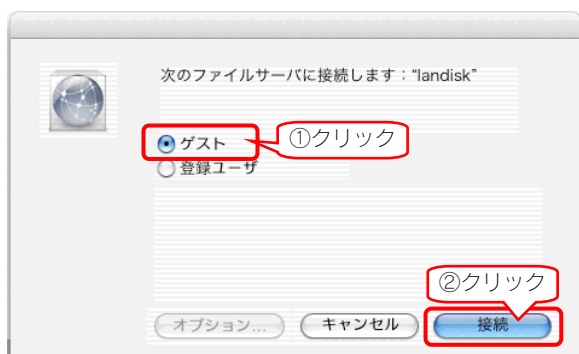 次のファイルサーバに接続します："landisk"
ゲスト
①クリック
登録ユーザ
②クリック
オプション...
キャンセル
接続